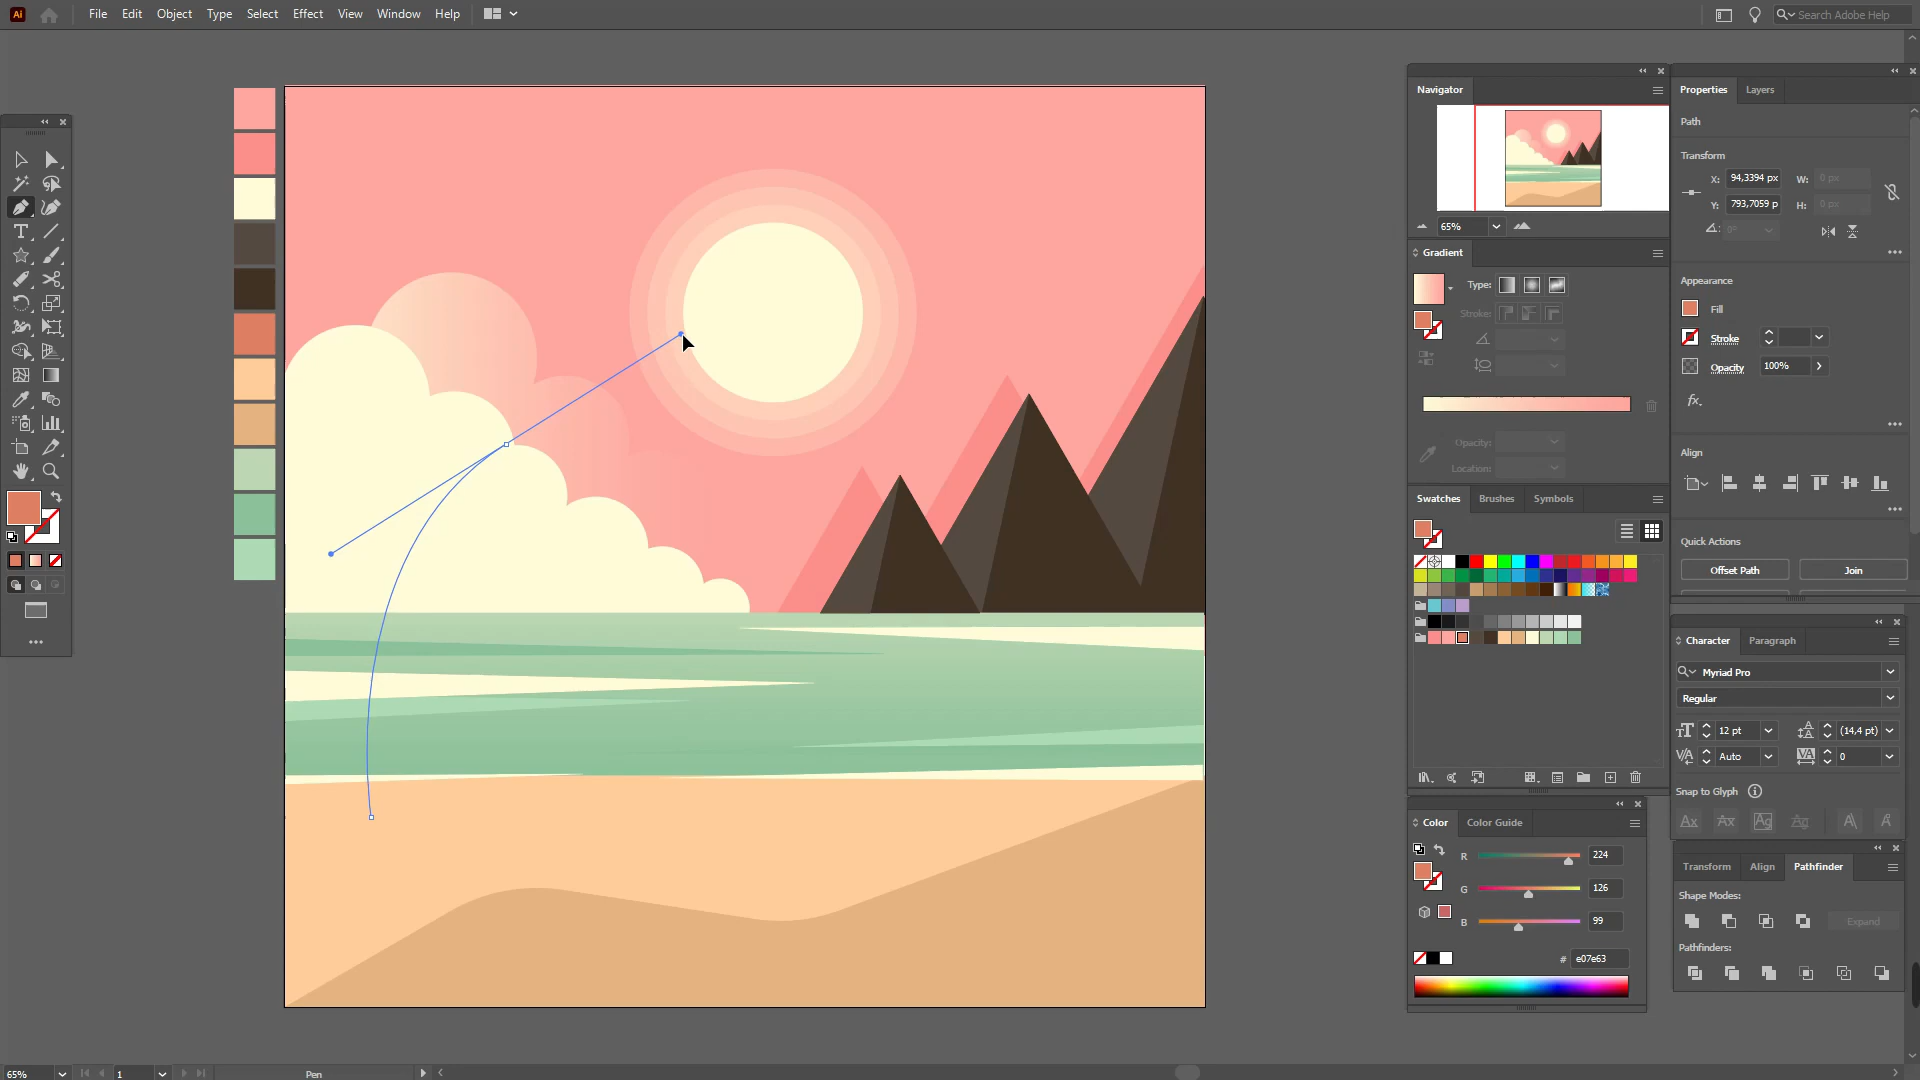 Ai File Edit Object Type Select Effect View Window Help Search Adobe Help
Navigator
65%
Gradient
Type:
Stroke:
Opacity:
Location:
Swatches Brushes Symbols
Color Color Guide
R 224
G 126
B 99
# e07e63
Properties Layers
Path
Transform
X: 94,3394 px W: 0 px
Y: 793,7059 p H: 0 px
0°
Appearance
Fill
Stroke
Opacity 100%
fx.
Align
Quick Actions
Offset Path Join
Character Paragraph
Myriad Pro
Regular
12 pt (14,4 pt)
Auto 0
Snap to Glyph
Transform Align Pathfinder
Shape Modes:
Expand
Pathfinders:
65% 1 Pen